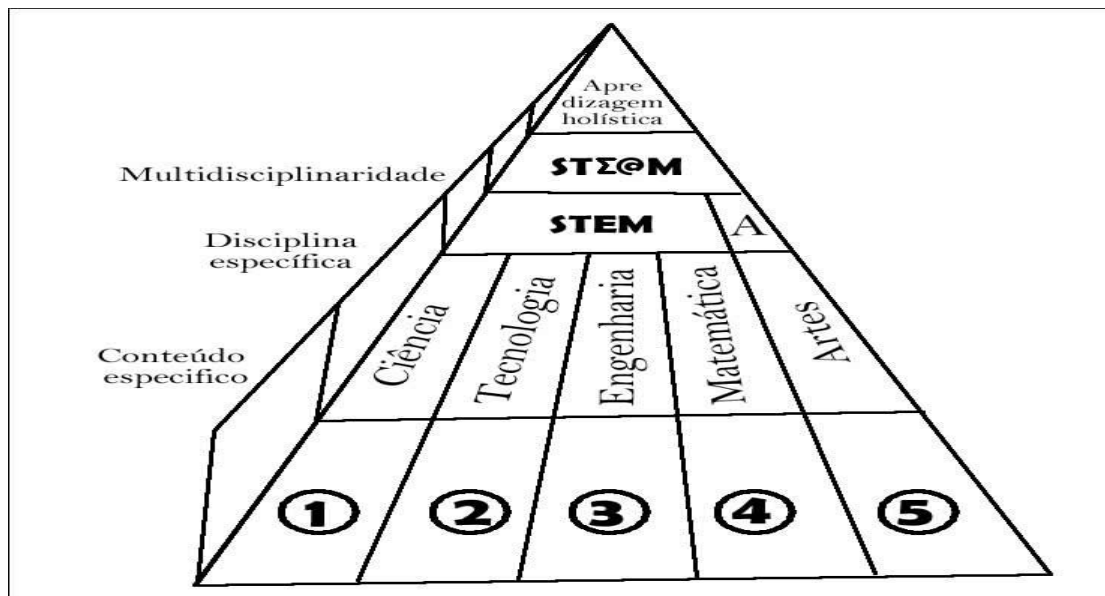 Apre
dizagem
holística
STΣ@M
Multidisciplinaridade
STEM
A
Disciplina
específica
Ciência
Tecnologia
Engenharia
Matemática
Artes
Conteúdo
especifico
1
2
3
4
5